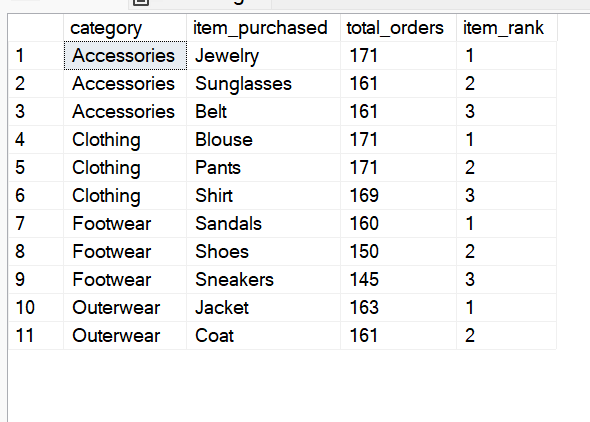 category item_purchased total_orders item_rank
1 Accessories Jewelry 171 1
2 Accessories Sunglasses 161 2
3 Accessories Belt 161 3
4 Clothing Blouse 171 1
5 Clothing Pants 171 2
6 Clothing Shirt 169 3
7 Footwear Sandals 160 1
8 Footwear Shoes 150 2
9 Footwear Sneakers 145 3
10 Outerwear Jacket 163 1
11 Outerwear Coat 161 2